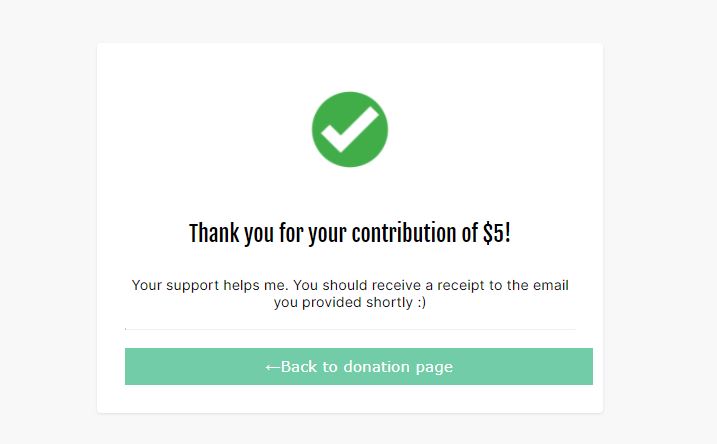 Thank you for your contribution of $5!
Your support helps me. You should receive a receipt to the email
you provided shortly :)
←Back to donation page